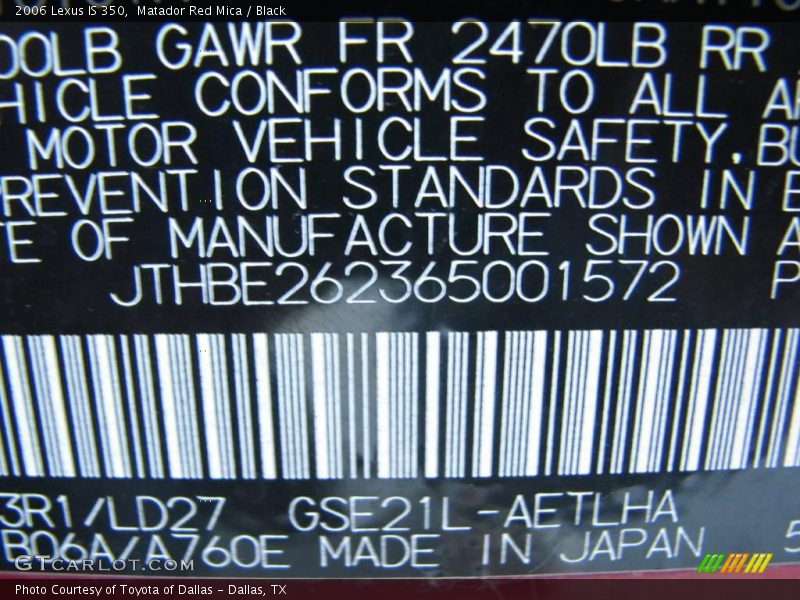 2006 Lexus IS 350,  Matador Red Mica / Black
00LB GAWR FR 2470LB RR
HICLE CONFORMS TO ALL A
MOTOR VEHICLE SAFETY, BU
REVENTION STANDARDS IN E
TE OF MANUFACTURE SHOWN A
JTHBE262365001572 P
3R1/LD27 GSE21L-AETLHA
B06A/A760E MADE IN JAPAN 5
GTCARLOT.COM
Photo Courtesy of Toyota of Dallas - Dallas, TX